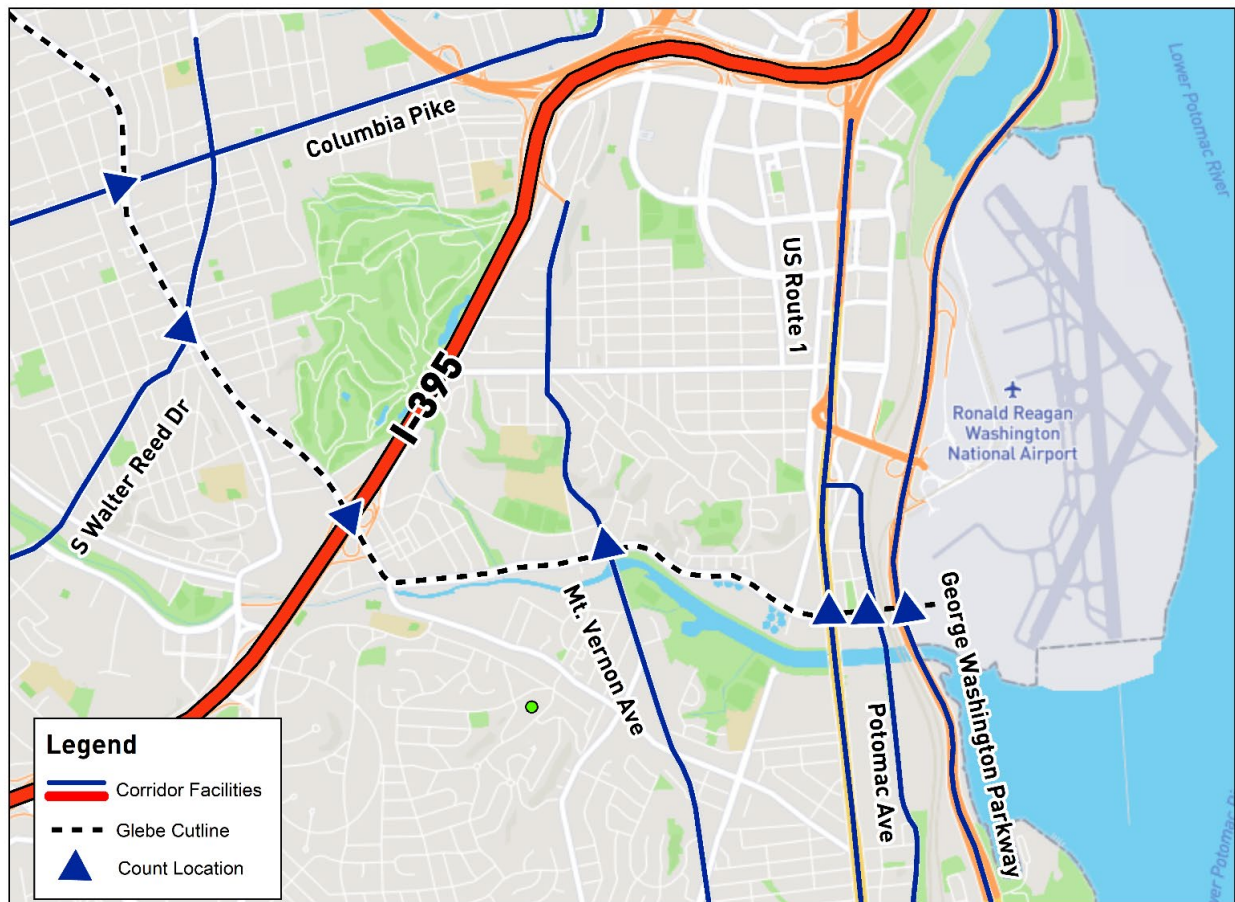 Lower Potomac River
Columbia Pike
US Route 1
I-395
Ronald Reagan
Washington
National Airport
S Walter Reed Dr
Mt. Vernon Ave
George Washington Parkway
Potomac Ave
Legend
Corridor Facilities
Glebe Cutline
Count Location
Potomac